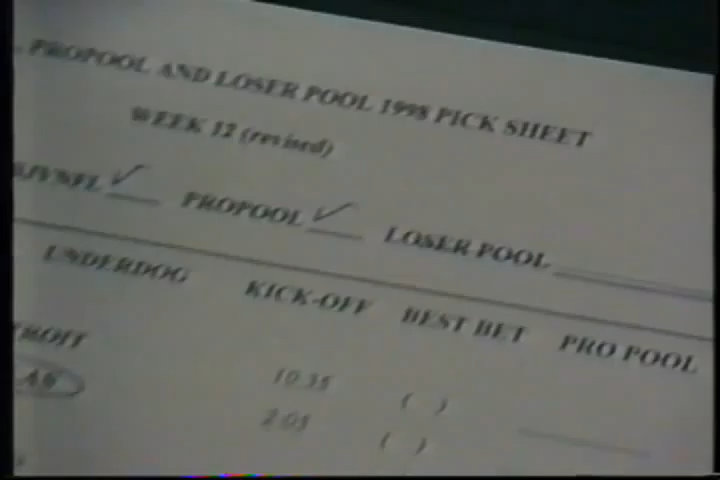 PROPOOL AND LOSER POOL 1998 PICK SHEET
WEEK 12 (revised)
PROPOOL ✓ LOSER POOL
UNDERDOG KICK-OFF BEST BET PRO POOL
10:35 ( )
2:05 ( )